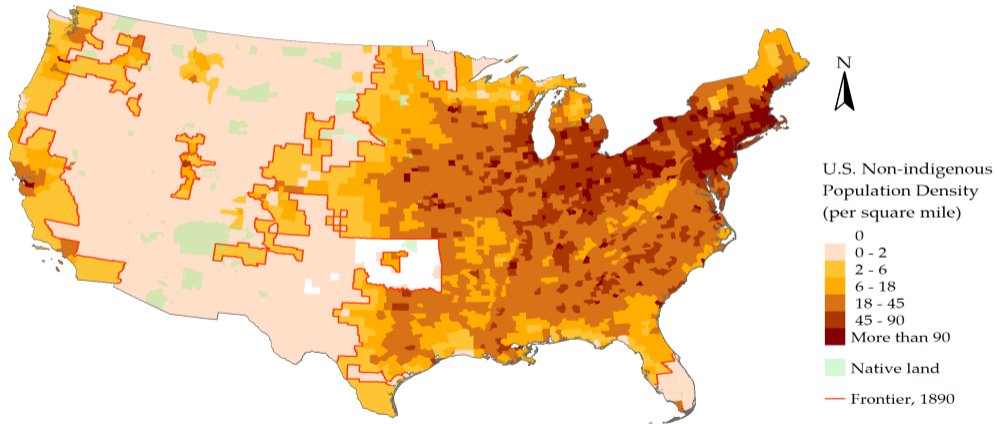 N
U.S. Non-indigenous
Population Density
(per square mile)
0
0 - 2
2 - 6
6 - 18
18 - 45
45 - 90
More than 90
Native land
Frontier, 1890